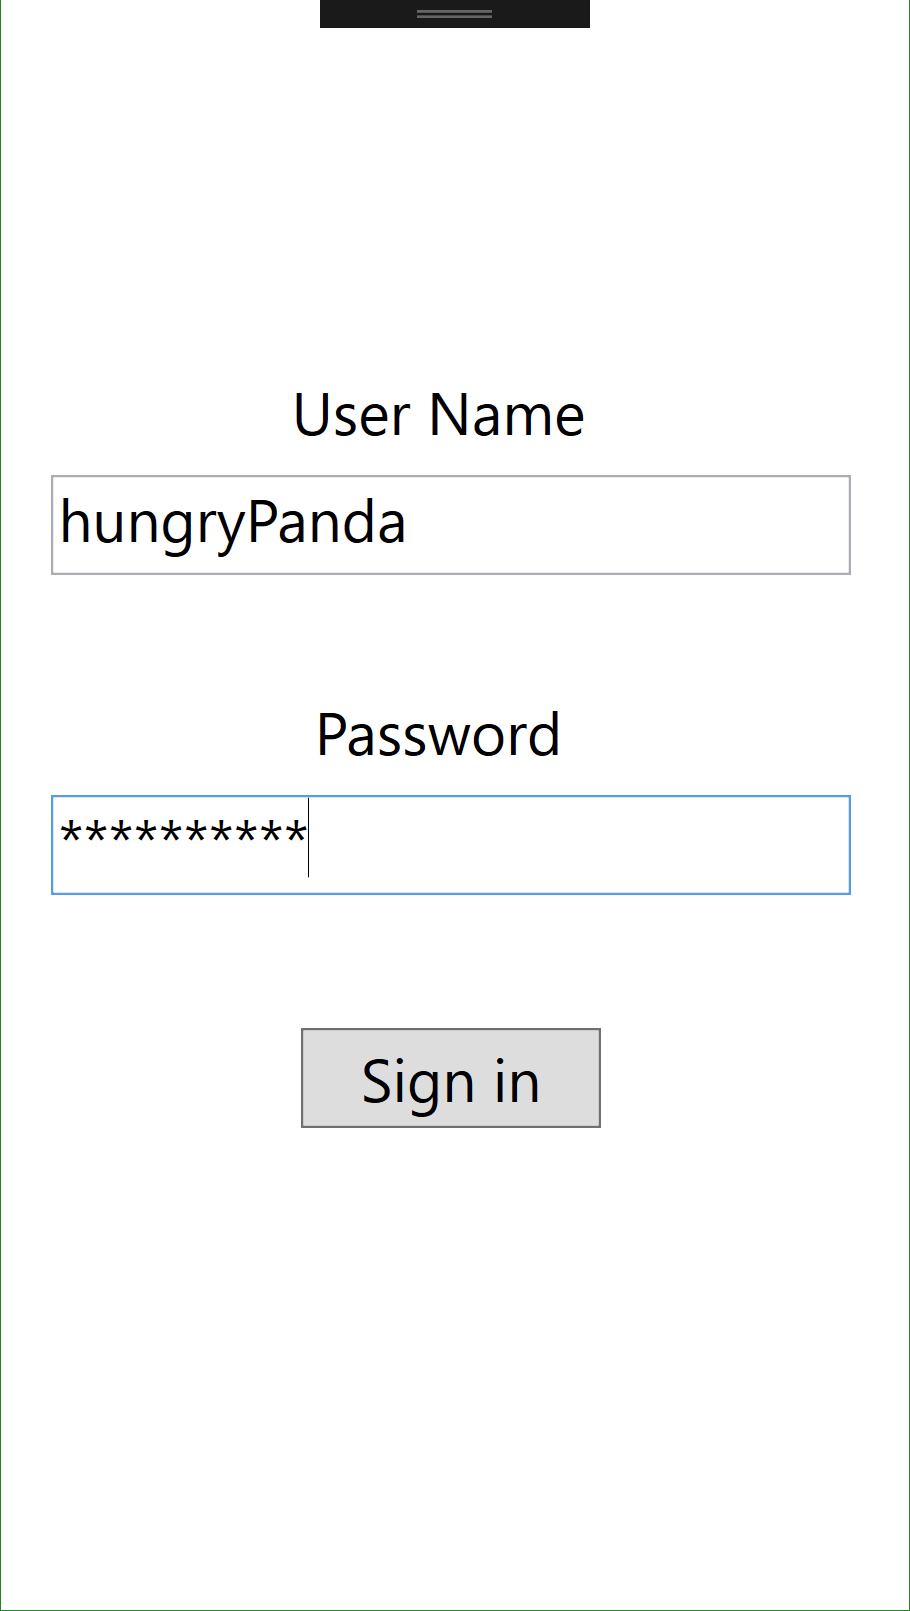 User Name
hungryPanda
Password
**********
Sign in